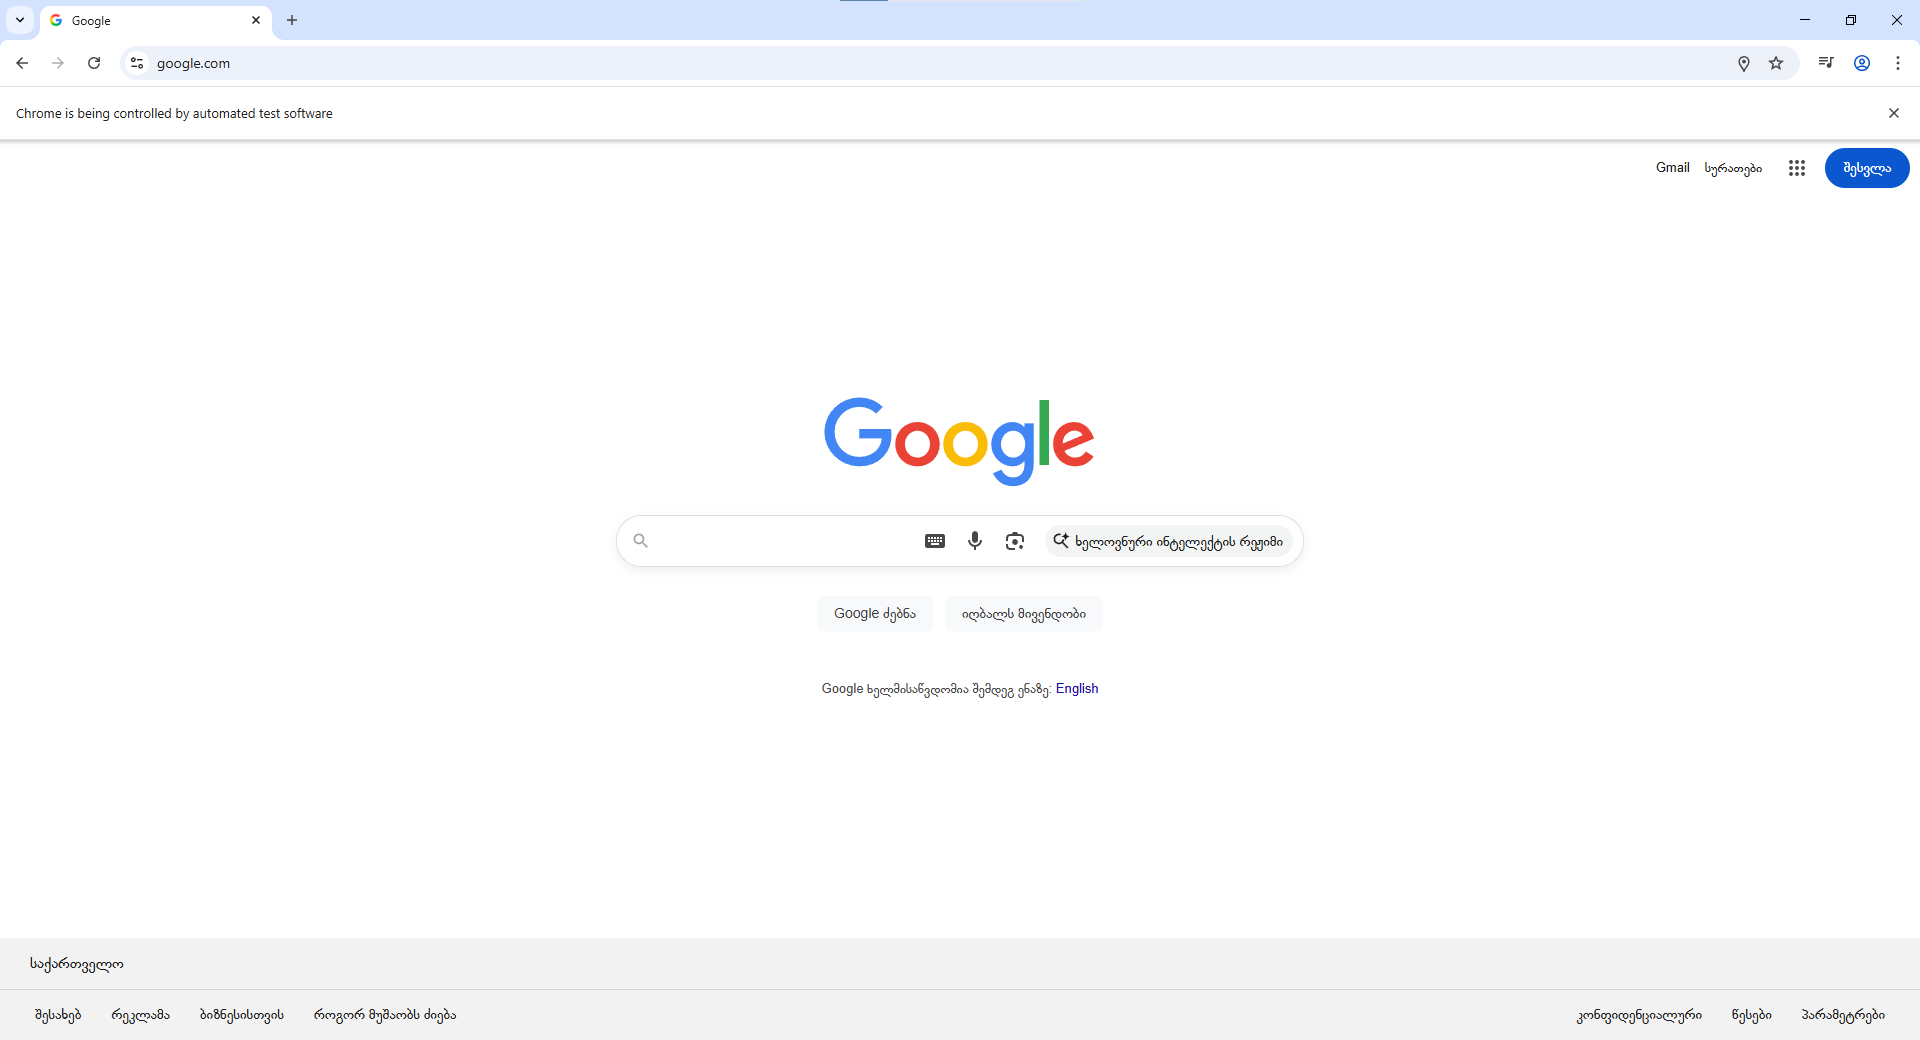 Google
google.com
Chrome is being controlled by automated test software
Gmail სურათები შესვლა
Google
ხელოვნური ინტელექტის რეჟიმი
Google ძებნა იღბალს მივენდობი
Google ხელმისაწვდომია შემდეგ ენაზე: English
საქართველო
შესახებ რეკლამა ბიზნესისთვის როგორ მუშაობს ძიება კონფიდენციალური წესები პარამეტრები